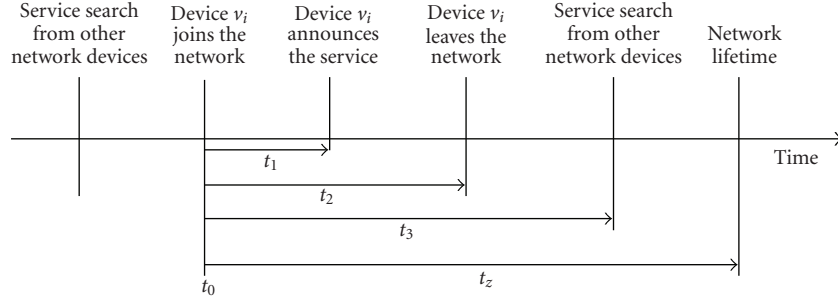 Service search
from other
network devices
Device vi
joins the
network
Device vi
announces
the service
Device vi
leaves the
network
Service search
from other
network devices
Network
lifetime
Time
t1
t2
t3
t0
tz